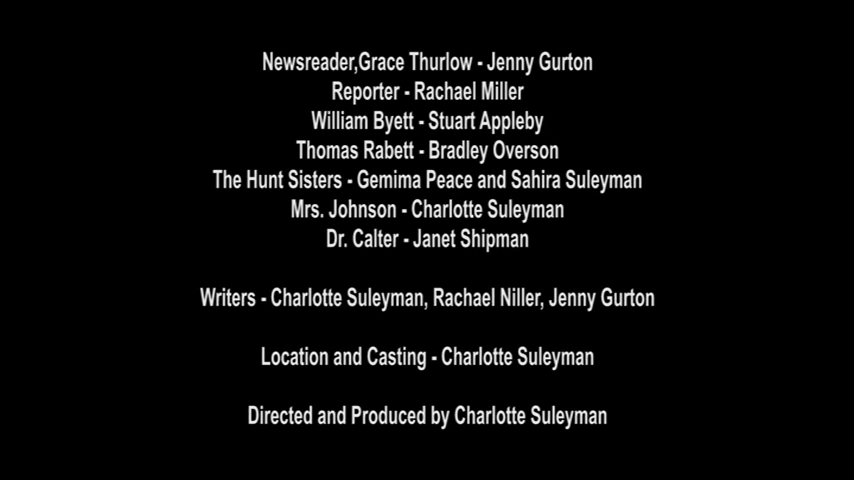 Newsreader,Grace Thurlow - Jenny Gurton
Reporter - Rachael Miller
William Byett - Stuart Appleby
Thomas Rabett - Bradley Overson
The Hunt Sisters - Gemima Peace and Sahira Suleyman
Mrs. Johnson - Charlotte Suleyman
Dr. Calter - Janet Shipman
Writers - Charlotte Suleyman, Rachael Niller, Jenny Gurton
Location and Casting - Charlotte Suleyman
Directed and Produced by Charlotte Suleyman